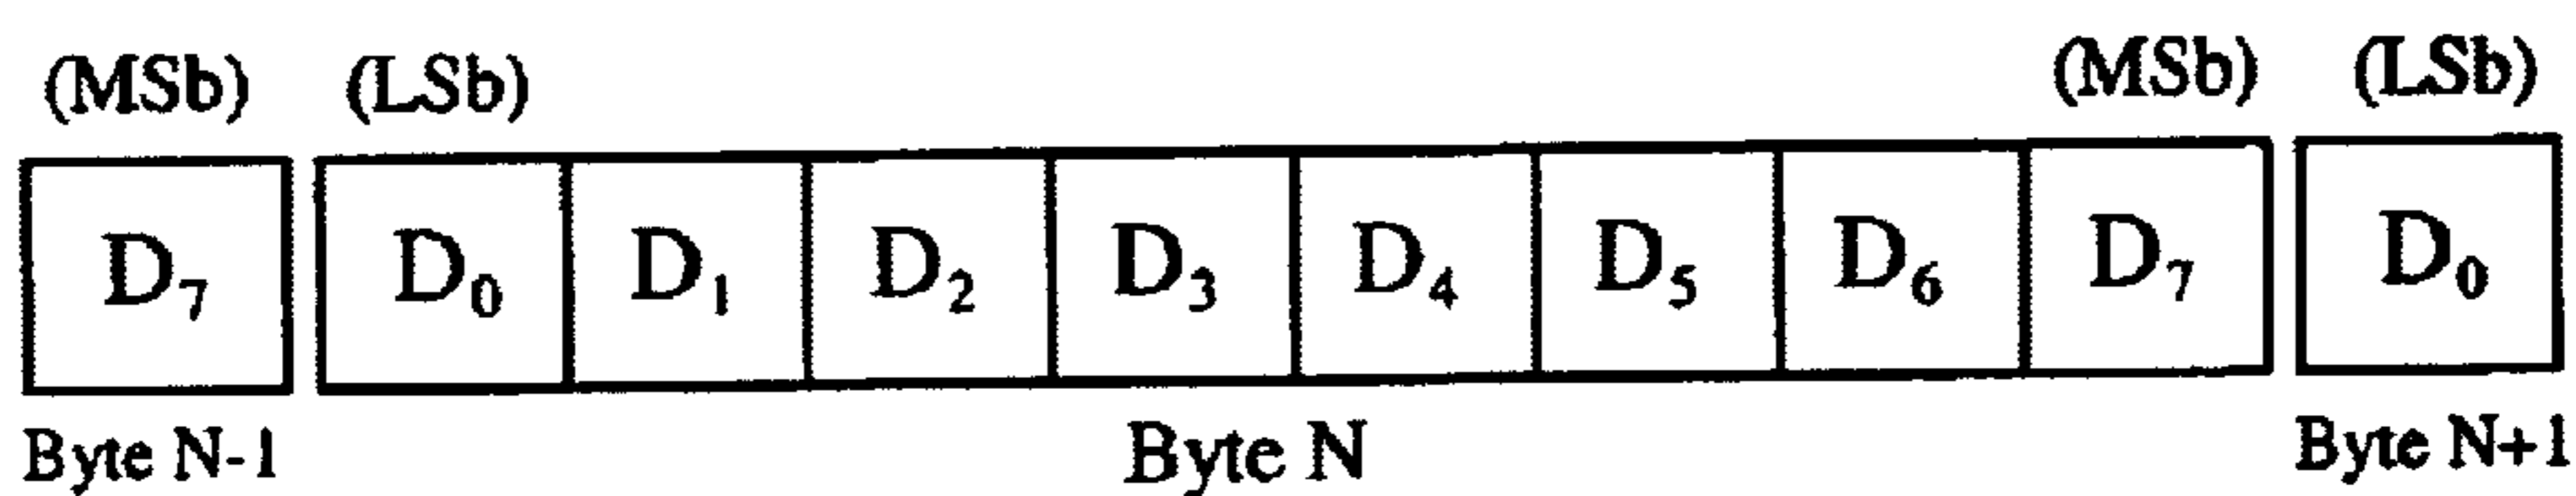 (MSb) (LSb) (MSb) (LSb)
D₇ D₀ D₁ D₂ D₃ D₄ D₅ D₆ D₇ D₀
Byte N-1 Byte N Byte N+1